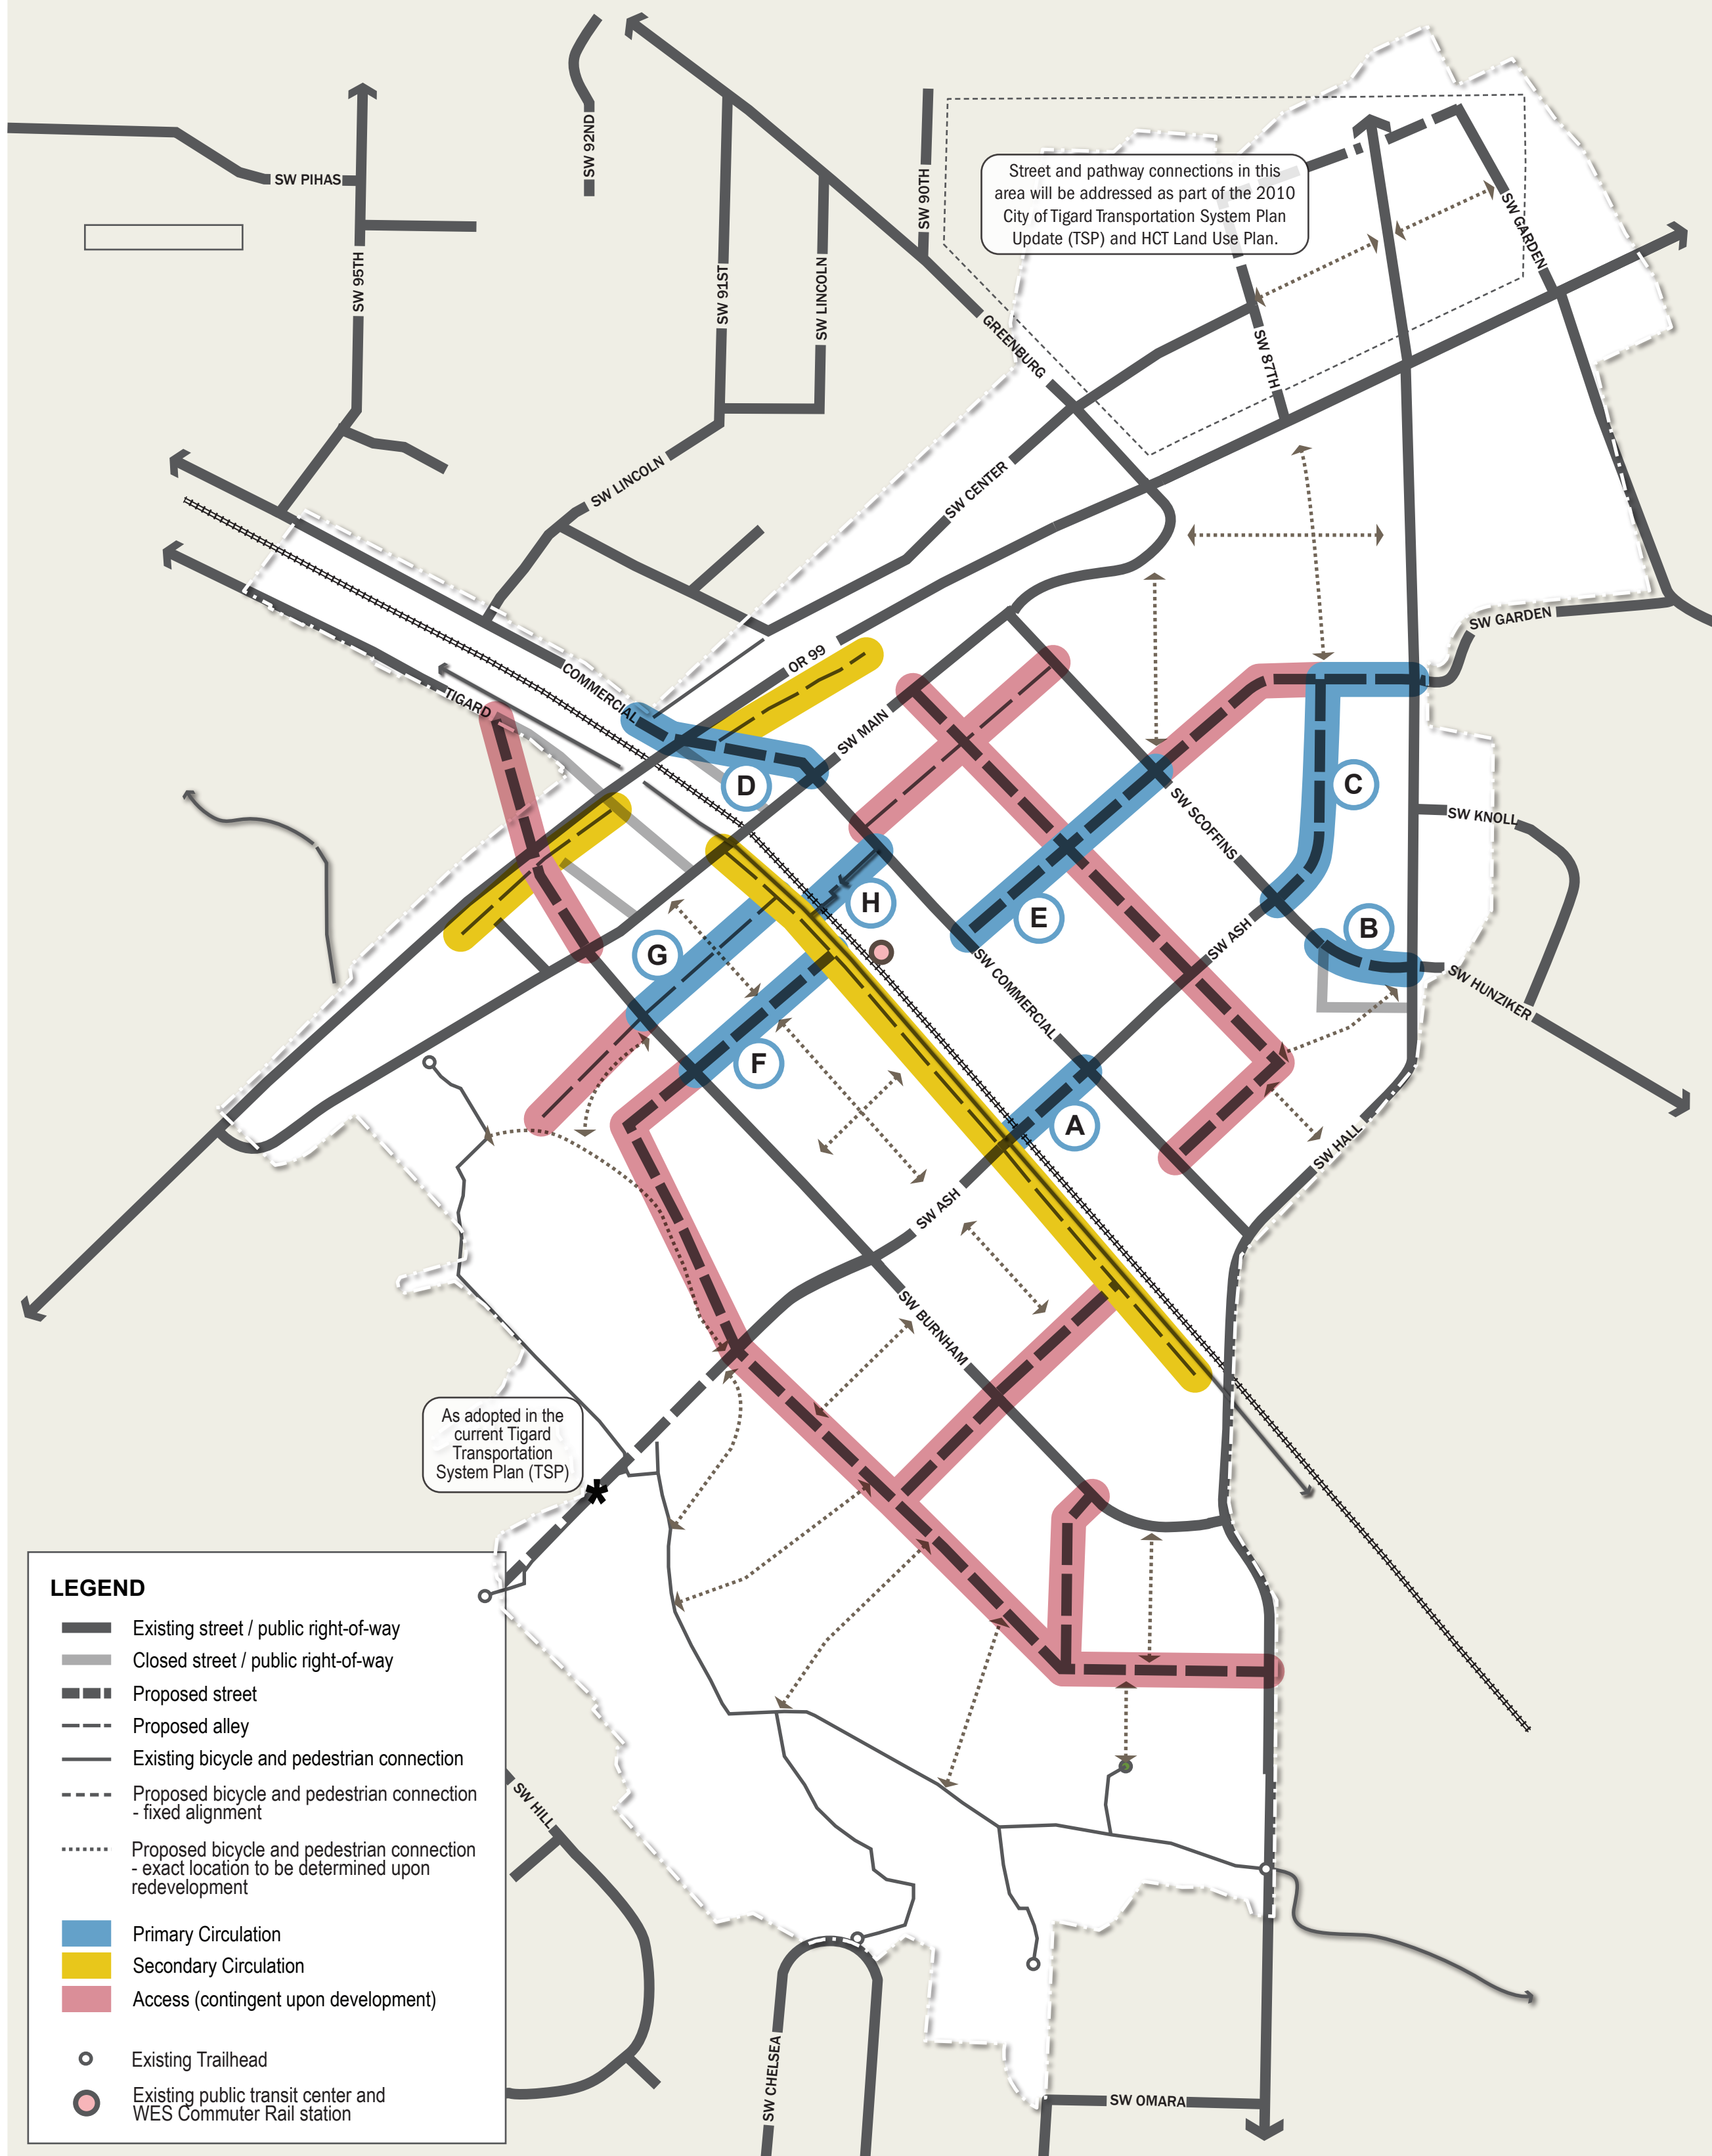 SW 92ND
SW PIHAS
SW 90TH
Street and pathway connections in this
area will be addressed as part of the 2010
City of Tigard Transportation System Plan
Update (TSP) and HCT Land Use Plan.
SW GARDEN
SW 95TH
SW 91ST
SW LINCOLN
GREENBURG
SW 87TH
SW LINCOLN
SW CENTER
SW GARDEN
OR 99
COMMERCIAL
TIGARD
SW MAIN
D
C
SW SCOFFINS
SW KNOLL
H
E
SW ASH
B
G
SW COMMERCIAL
SW HUNZIKER
F
A
SW HALL
SW ASH
SW BURNHAM
As adopted in the
current Tigard
Transportation
System Plan (TSP)
*
LEGEND
Existing street / public right-of-way
Closed street / public right-of-way
Proposed street
Proposed alley
Existing bicycle and pedestrian connection
Proposed bicycle and pedestrian connection
- fixed alignment
Proposed bicycle and pedestrian connection
- exact location to be determined upon
redevelopment
Primary Circulation
Secondary Circulation
Access (contingent upon development)
Existing Trailhead
Existing public transit center and
WES Commuter Rail station
SW HILL
SW CHELSEA
SW OMARA